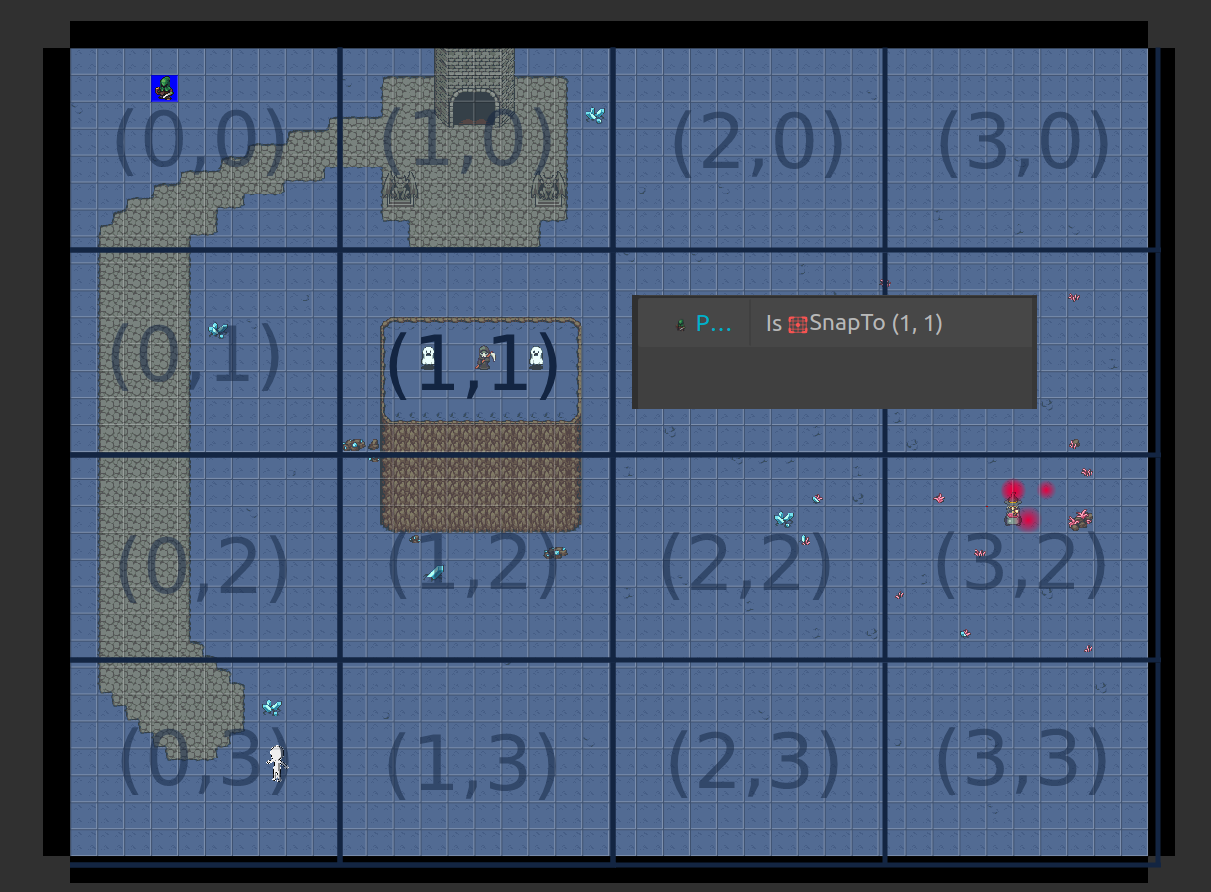 (0,0) (1,0) (2,0) (3,0)
(0,1) (1,1) P... Is SnapTo (1, 1)
(0,2) (1,2) (2,2) (3,2)
(0,3) (1,3) (2,3) (3,3)